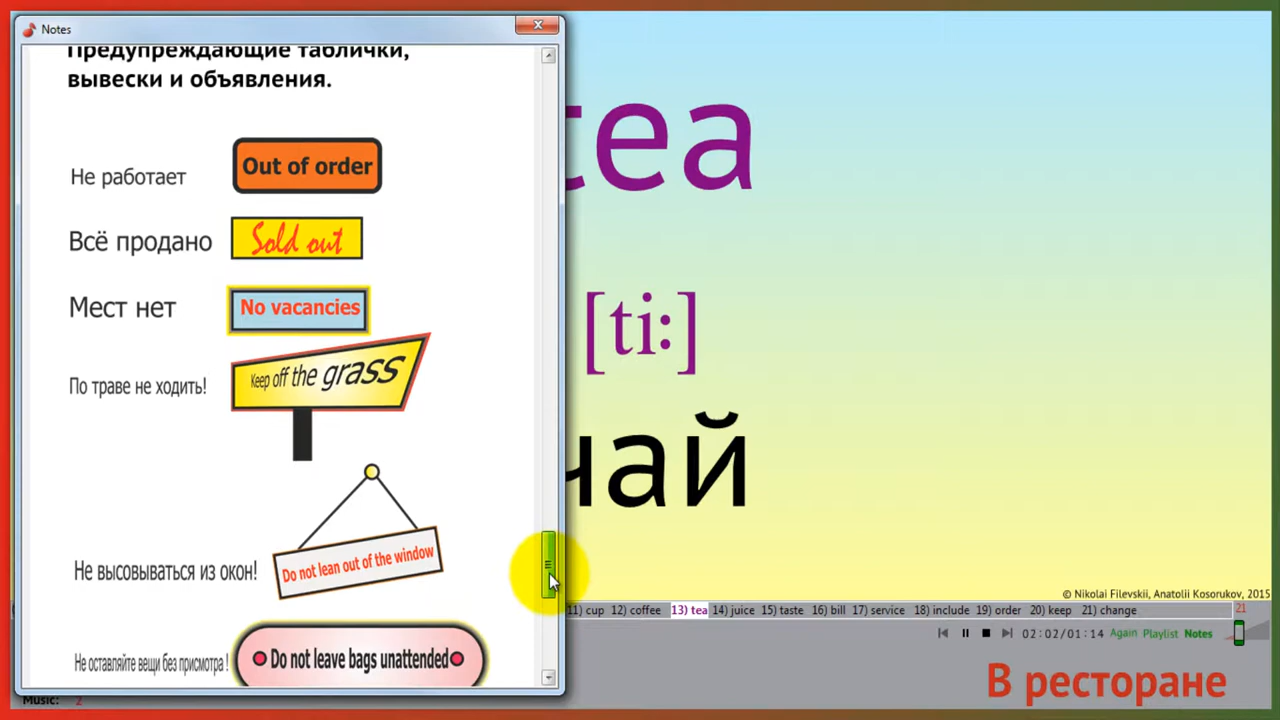 Notes
Предупреждающие таблички,
вывески и объявления.
Не работает
Out of order
Всё продано
Sold out
Мест нет
No vacancies
По траве не ходить!
Keep off the grass
Не высовываться из окон!
Do not lean out of the window
Не оставляйте вещи без присмотра!
Do not leave bags unattended
tea
[ti:]
чай
© Nikolai Filevskii, Anatolii Kosorukov, 2015
11) cup 12) coffee 13) tea 14) juice 15) taste 16) bill 17) service 18) include 19) order 20) keep 21) change
21
02:02/01:14 Again Playlist Notes
В ресторане
Music: 2